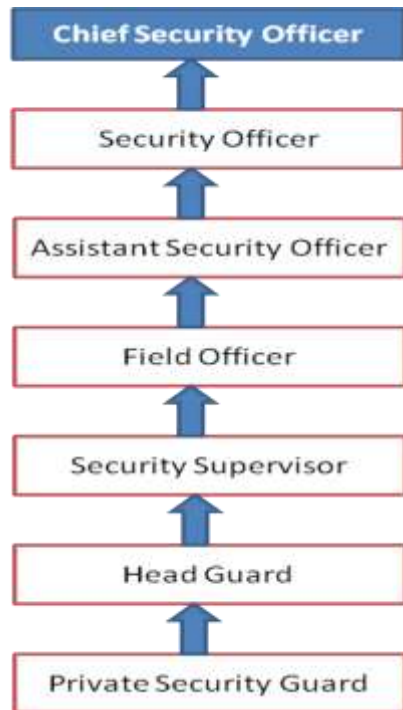 Chief Security Officer
Security Officer
Assistant Security Officer
Field Officer
Security Supervisor
Head Guard
Private Security Guard